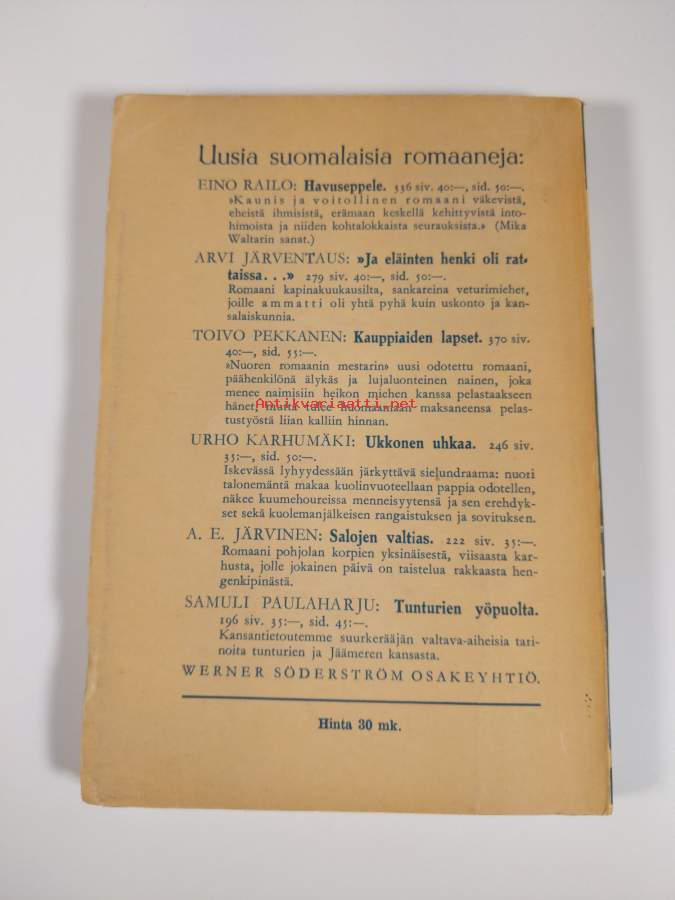 Uusia suomalaisia romaaneja:
EINO RAILO: Havuseppele. 336 siv. 40:—, sid. 50:—.
»Kaunis ja voitollinen romaani väkevistä,
eheistä ihmisistä, erämaan keskellä kehittyvistä into-
himoista ja niiden kohtalokkaista seurauksista.» (Mika
Waltarin sanat.)
ARVI JÄRVENTAUS: »Ja eläinten henki oli rat-
taissa...» 279 siv. 40:—, sid. 50:—.
Romaani kapinakuukausilta, sankareina veturimiehet,
joille ammatti oli yhtä pyhä kuin uskonto ja kan-
salaiskunnia.
TOIVO PEKKANEN: Kauppiaiden lapset. 370 siv.
40:—, sid. 55:—.
»Nuoren romaanin mestarin» uusi odotettu romaani,
päähenkilönä älykäs ja lujaluonteinen nainen, joka
menee naimisiin heikon miehen kanssa pelastaakseen
hänet, mutta tulee huomaamaan maksaneensa pelas-
tustyöstä liian kalliin hinnan.
Antikvariaatti.net
URHO KARHUMÄKI: Ukkonen uhkaa. 246 siv.
35:—, sid. 50:—.
Iskevässä lyhyydessään järkyttävä sielundraama: nuori
talonemäntä makaa kuolinvuoteellaan pappia odotellen,
näkee kuumehoureissa menneisyytensä ja sen erehdyk-
set sekä kuolemanjälkeisen rangaistuksen ja sovituksen.
A. E. JÄRVINEN: Salojen valtias. 222 siv. 35:—.
Romaani pohjolan korpien yksinäisestä, viisaasta kar-
husta, jolle jokainen päivä on taistelua rakkaasta hen-
genkipinästä.
SAMULI PAULAHARJU: Tunturien yöpuolta.
196 siv. 35:—, sid. 45:—.
Kansantietoutemme suurkerääjän valtava-aiheisia tari-
noita tunturien ja Jäämeren kansasta.
WERNER SÖDERSTRÖM OSAKEYHTIÖ.
Hinta 30 mk.